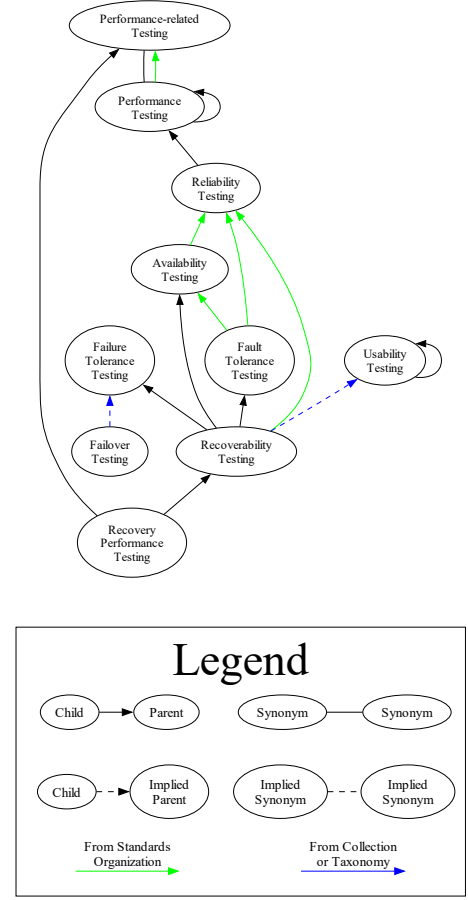 Performance-related
Testing
Performance
Testing
Reliability
Testing
Availability
Testing
Failure
Tolerance
Testing
Fault
Tolerance
Testing
Usability
Testing
Failover
Testing
Recoverability
Testing
Recovery
Performance
Testing
Legend
Child
Parent
Synonym
Synonym
Child
Implied
Parent
Implied
Synonym
Implied
Synonym
From Standards
Organization
From Collection
or Taxonomy